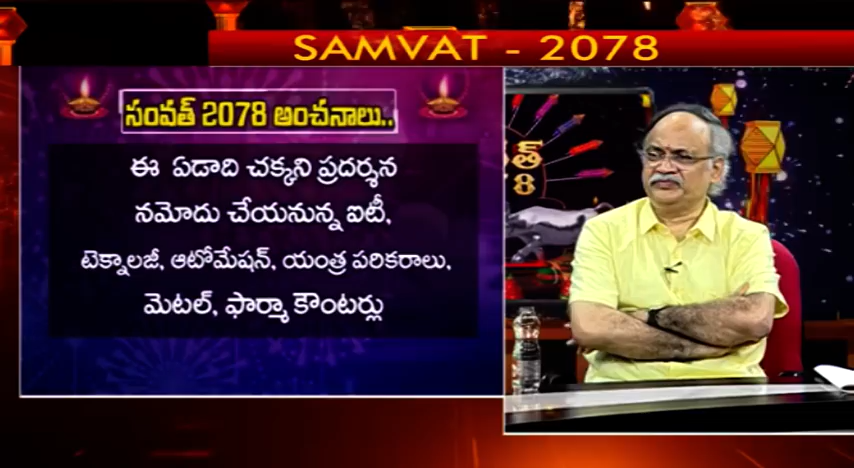 SAMVAT - 2078
సంవత్ 2078 అంచనాలు..
ఈ ఏడాది చక్కని ప్రదర్శన
నమోదు చేయనున్న ఐటీ,
టెక్నాలజీ, ఆటోమేషన్, యంత్ర పరికరాలు,
మెటల్, ఫార్మా కౌంటర్లు